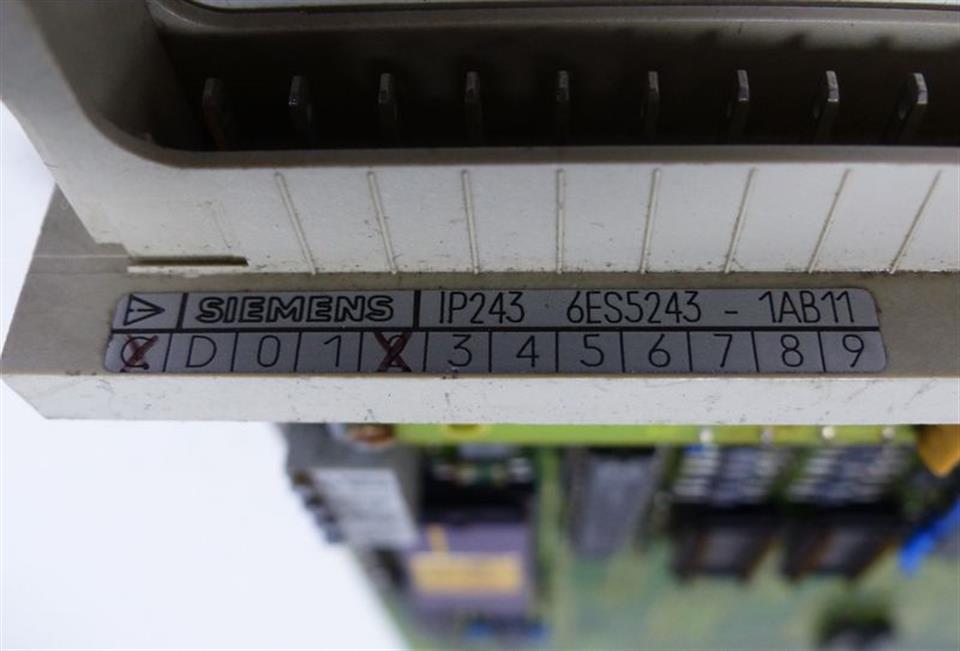 SIEMENS IP243 6ES5243 - 1AB11
C D 0 1 2 3 4 5 6 7 8 9